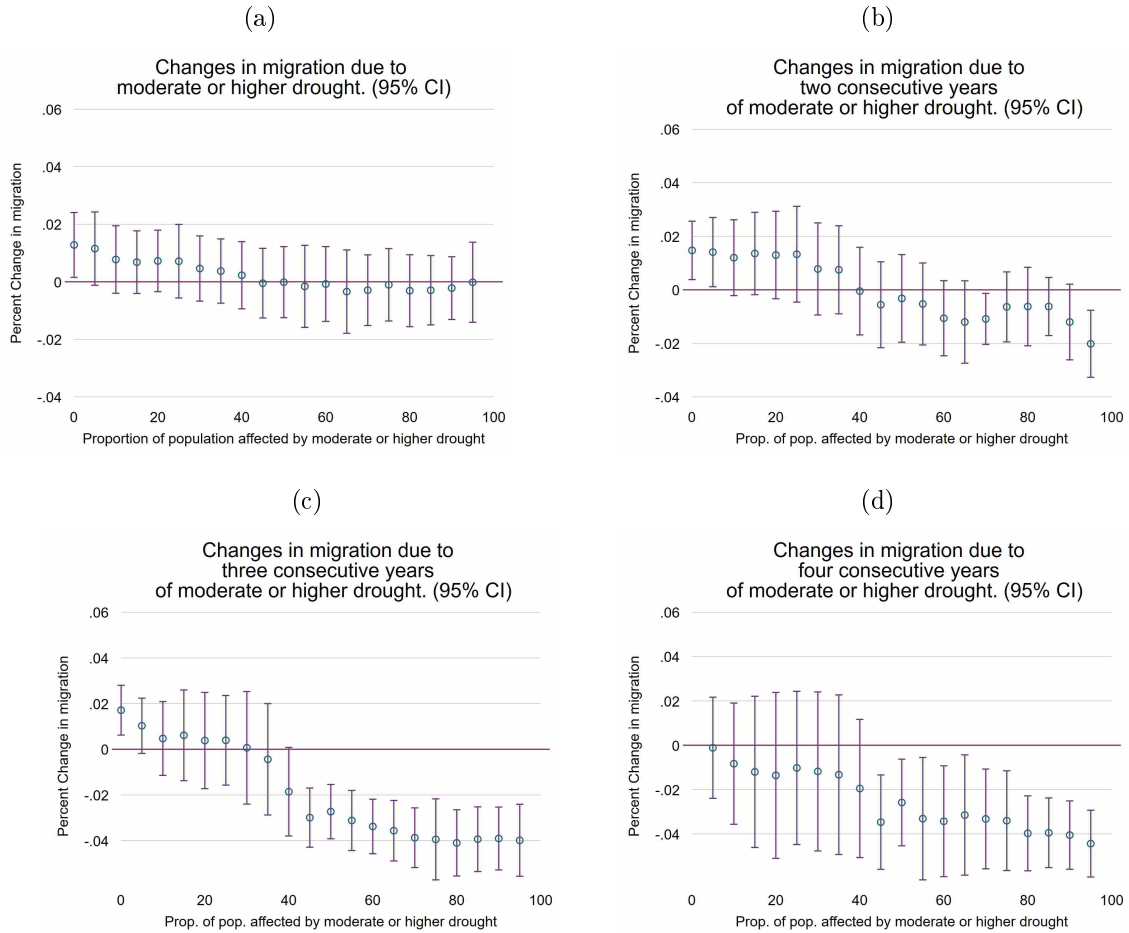 (a)
Changes in migration due to
moderate or higher drought. (95% CI)
Percent Change in migration
.06
.04
.02
0
-.02
-.04
0 20 40 60 80 100
Proportion of population affected by moderate or higher drought
(b)
Changes in migration due to
two consecutive years
of moderate or higher drought. (95% CI)
Percent Change in migration
.06
.04
.02
0
-.02
-.04
0 20 40 60 80 100
Prop. of pop. affected by moderate or higher drought
(c)
Changes in migration due to
three consecutive years
of moderate or higher drought. (95% CI)
Percent Change in migration
.06
.04
.02
0
-.02
-.04
0 20 40 60 80 100
Prop. of pop. affected by moderate or higher drought
(d)
Changes in migration due to
four consecutive years
of moderate or higher drought. (95% CI)
Percent Change in migration
.06
.04
.02
0
-.02
-.04
0 20 40 60 80 100
Prop. of pop. affected by moderate or higher drought